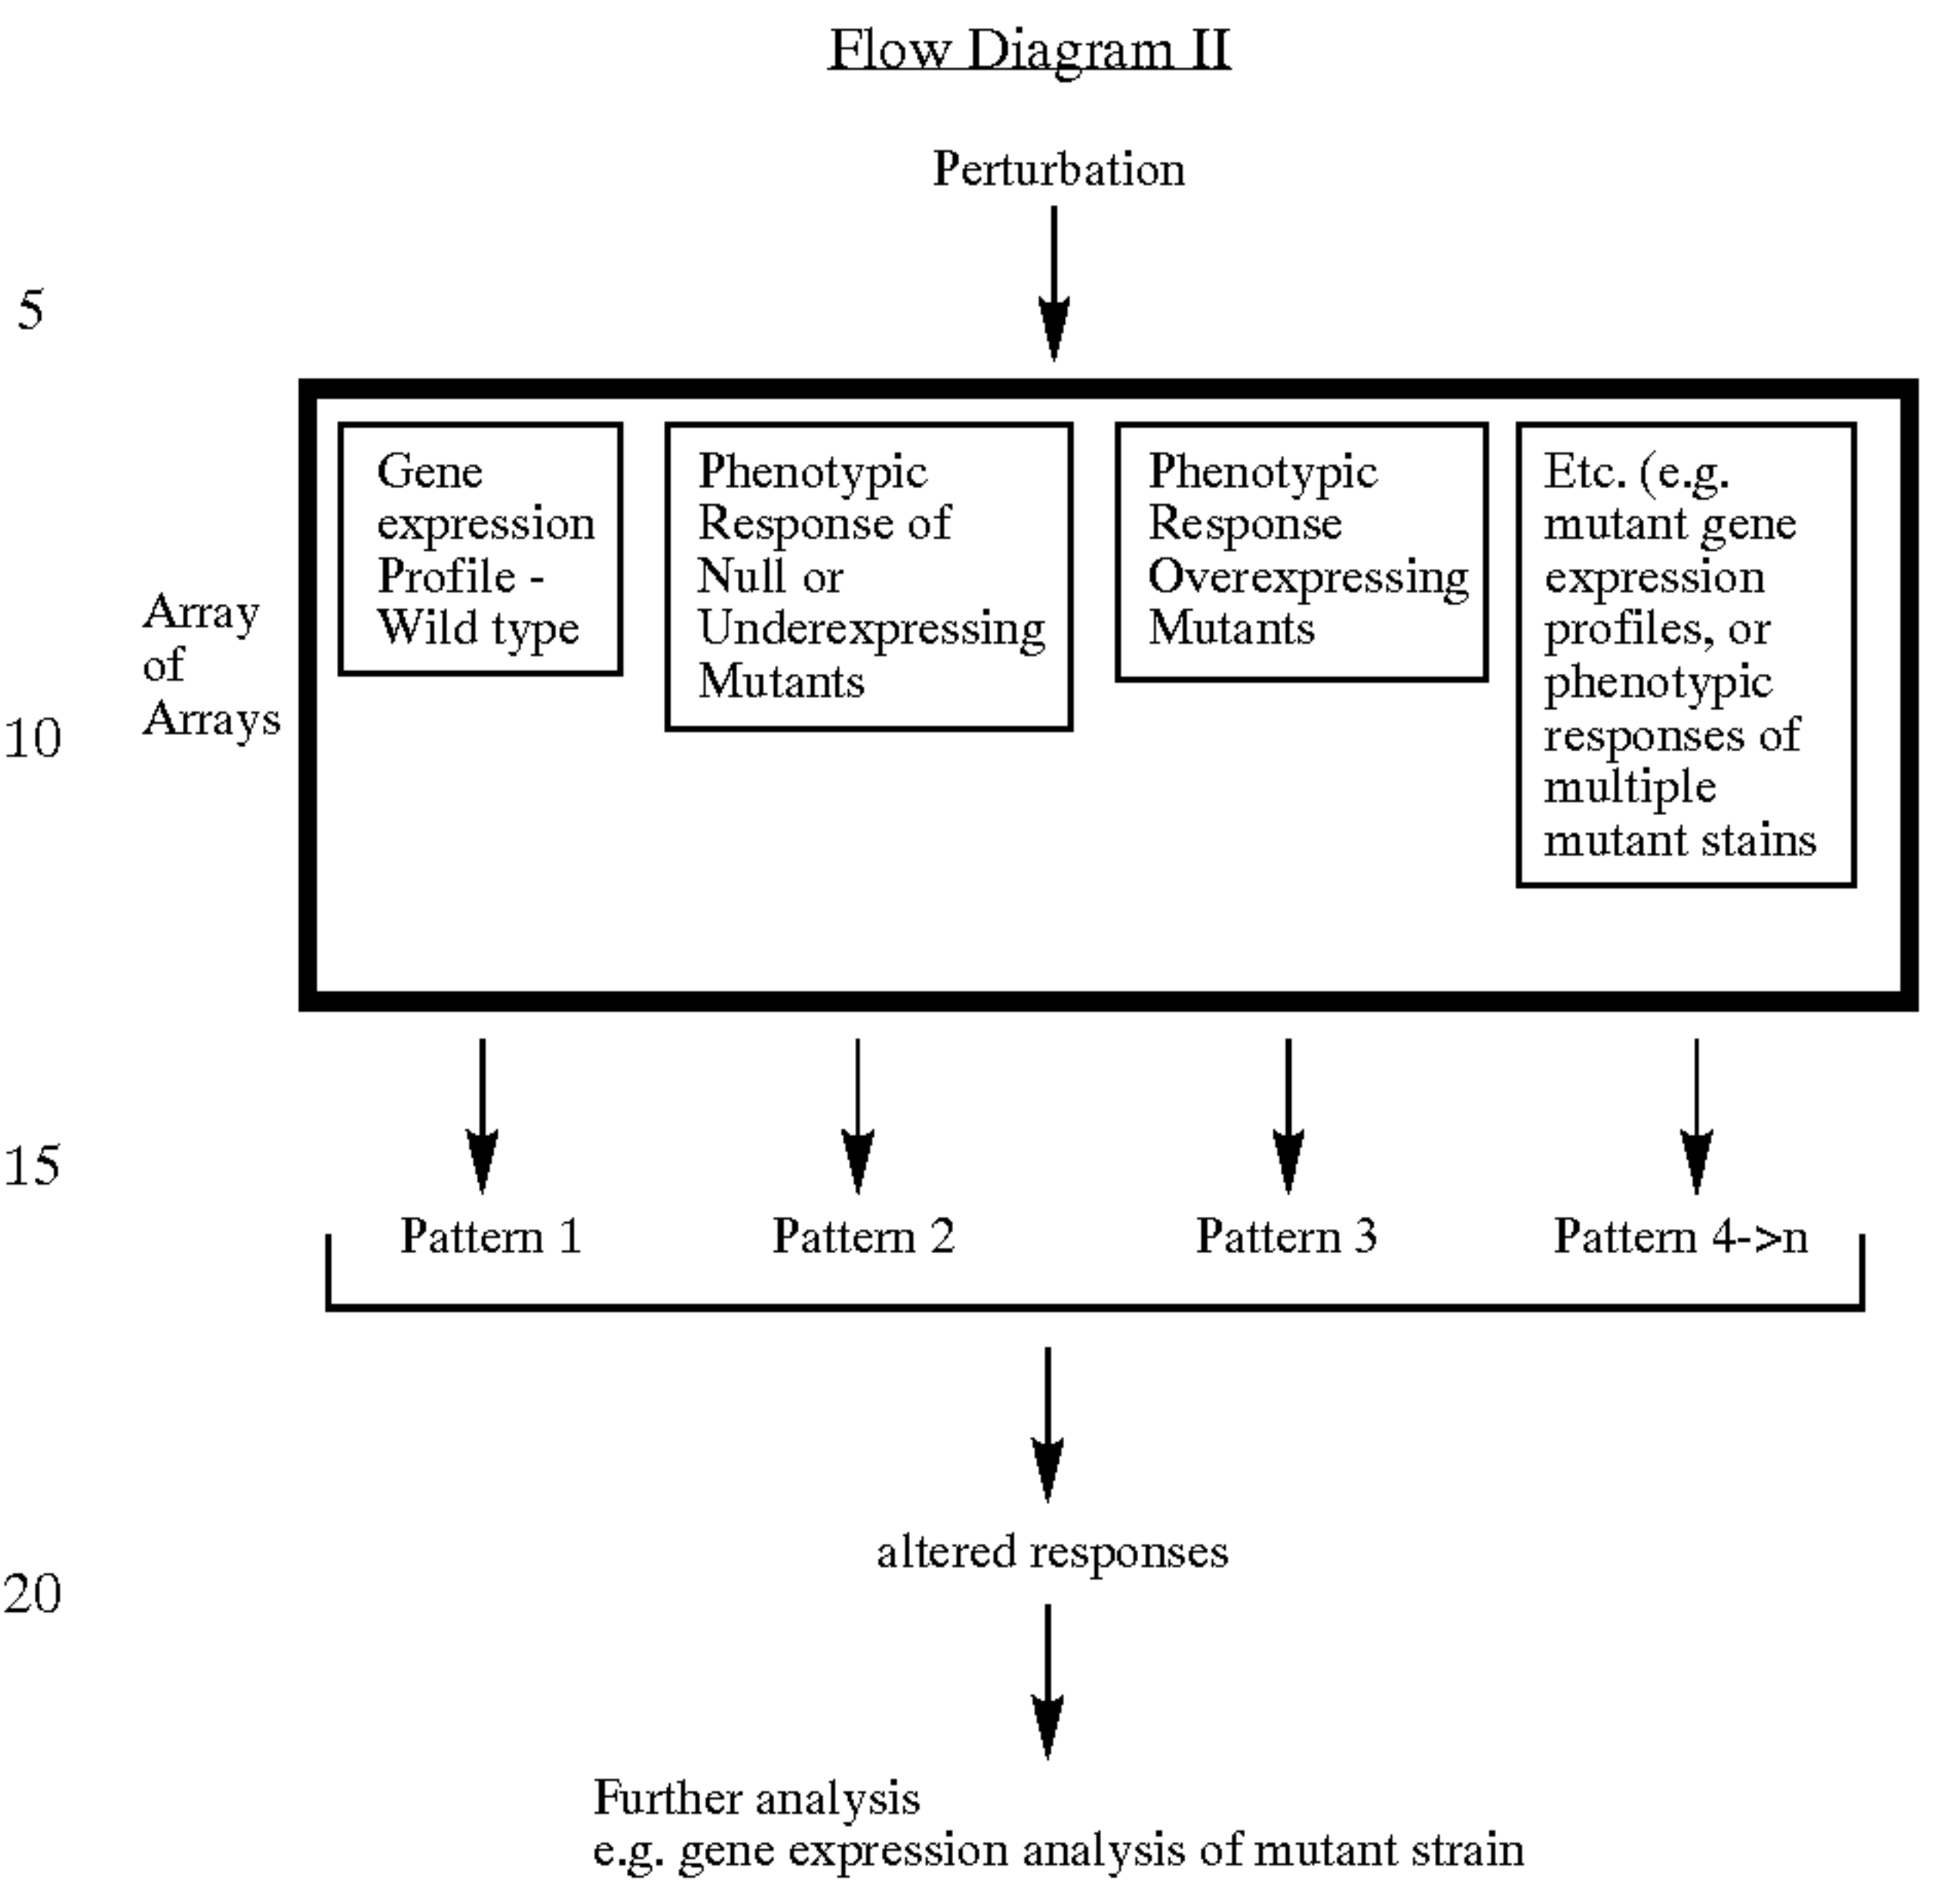 Flow Diagram II
Perturbation
5
Array
of
Arrays
10
Gene
expression
Profile -
Wild type
Phenotypic
Response of
Null or
Underexpressing
Mutants
Phenotypic
Response
Overexpressing
Mutants
Etc. (e.g.
mutant gene
expression
profiles, or
phenotypic
responses of
multiple
mutant stains
15
Pattern 1
Pattern 2
Pattern 3
Pattern 4->n
altered responses
20
Further analysis
e.g. gene expression analysis of mutant strain